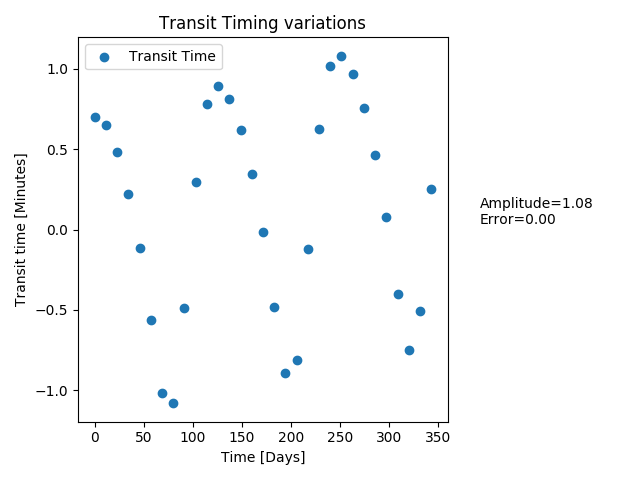 Transit Timing variations
Transit Time
1.0
0.5
0.0
−0.5
−1.0
Transit time [Minutes]
0 50 100 150 200 250 300 350
Time [Days]
Amplitude=1.08
Error=0.00